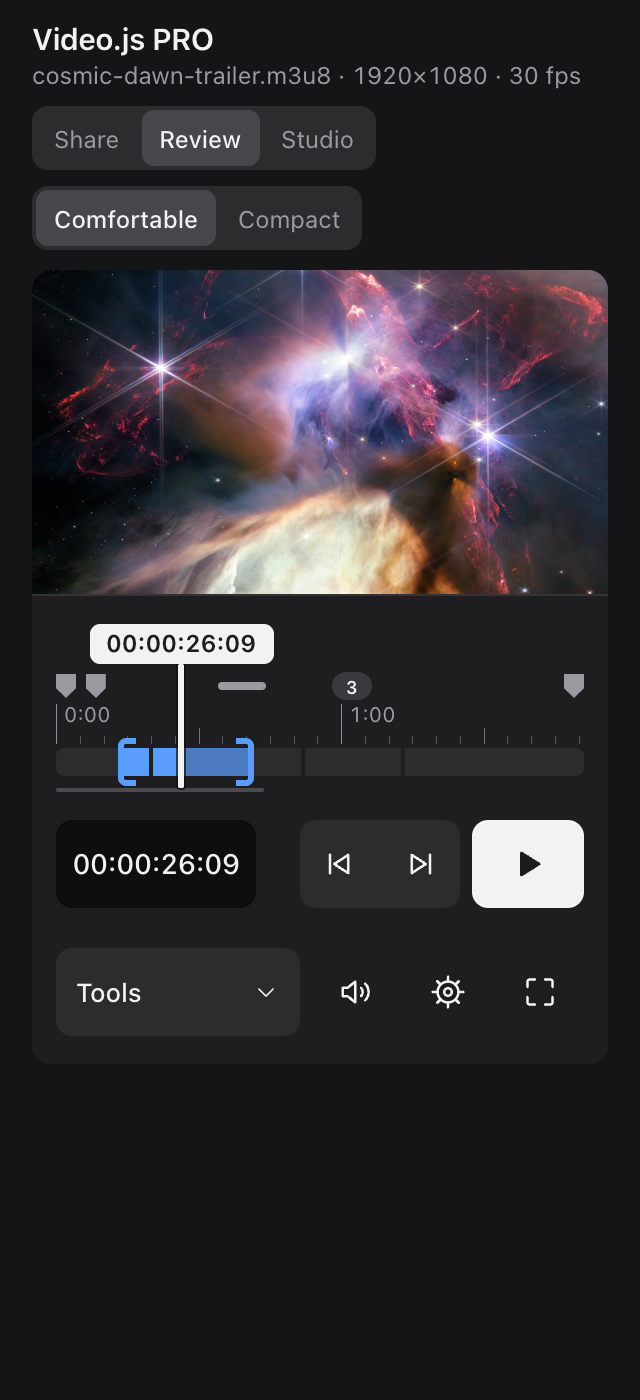 Video.js PRO
cosmic-dawn-trailer.m3u8 · 1920×1080 · 30 fps
Share Review Studio
Comfortable Compact
00:00:26:09
3
0:00 1:00
00:00:26:09
Tools